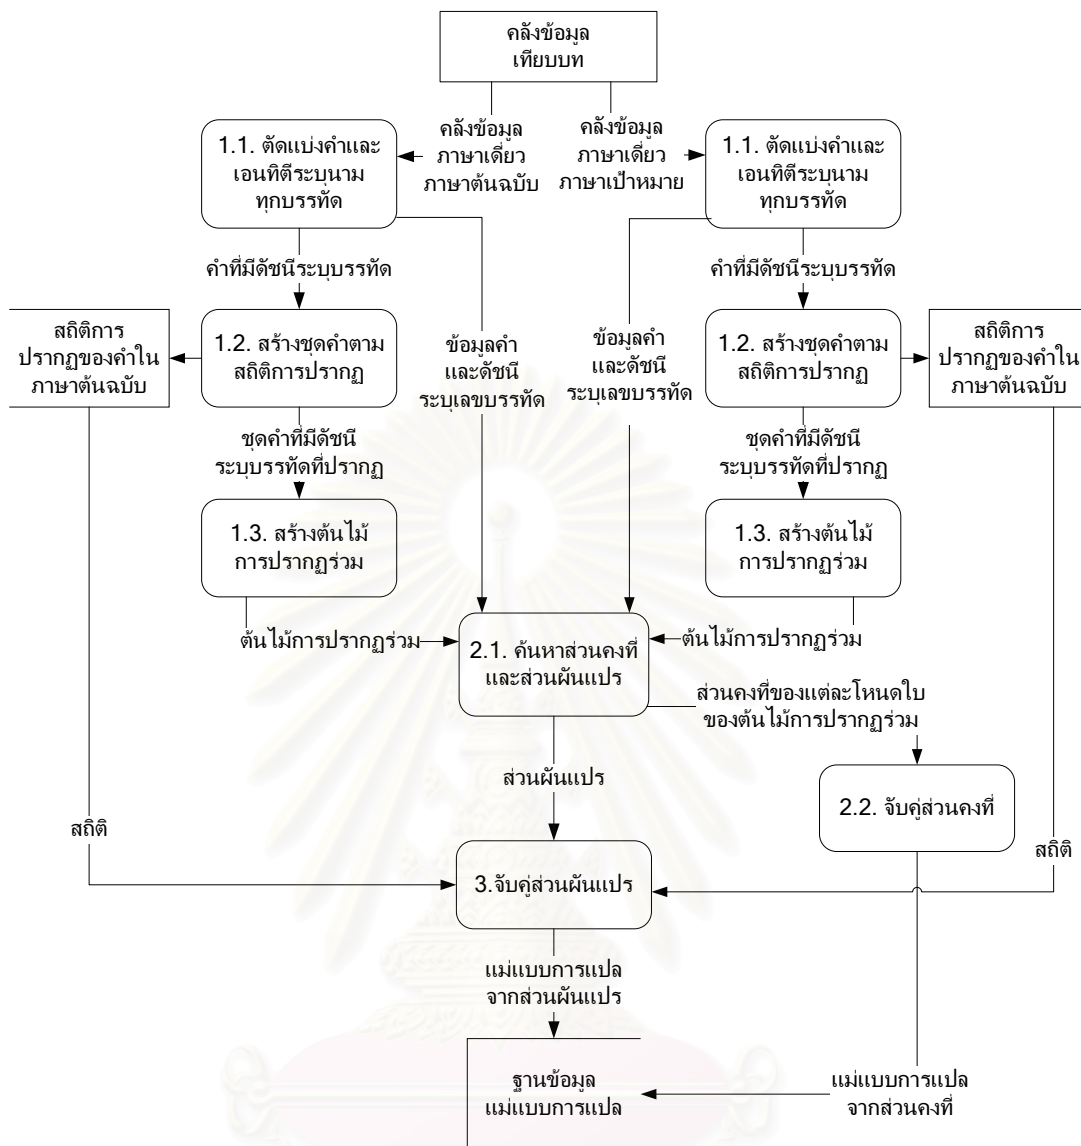 คลังข้อมูล
เทียบบท
คลังข้อมูล
ภาษาเดี่ยว
ภาษาต้นฉบับ
คลังข้อมูล
ภาษาเดี่ยว
ภาษาเป้าหมาย
1.1. ตัดแบ่งคำและ
เอนทิตีระบุนาม
ทุกบรรทัด
1.1. ตัดแบ่งคำและ
เอนทิตีระบุนาม
ทุกบรรทัด
คำที่มีดัชนีระบุบรรทัด
คำที่มีดัชนีระบุบรรทัด
สถิติการ
ปรากฏของคำใน
ภาษาต้นฉบับ
1.2. สร้างชุดคำตาม
สถิติการปรากฏ
ข้อมูลคำ
และดัชนี
ระบุเลขบรรทัด
ข้อมูลคำ
และดัชนี
ระบุเลขบรรทัด
1.2. สร้างชุดคำตาม
สถิติการปรากฏ
สถิติการ
ปรากฏของคำใน
ภาษาต้นฉบับ
ชุดคำที่มีดัชนี
ระบุบรรทัดที่ปรากฏ
ชุดคำที่มีดัชนี
ระบุบรรทัดที่ปรากฏ
1.3. สร้างต้นไม้
การปรากฏร่วม
1.3. สร้างต้นไม้
การปรากฏร่วม
ต้นไม้การปรากฏร่วม
2.1. ค้นหาส่วนคงที่
และส่วนผันแปร
ต้นไม้การปรากฏร่วม
ส่วนคงที่ของแต่ละโหนดใบ
ของต้นไม้การปรากฏร่วม
ส่วนผันแปร
2.2. จับคู่ส่วนคงที่
สถิติ
สถิติ
3.จับคู่ส่วนผันแปร
แม่แบบการแปล
จากส่วนผันแปร
ฐานข้อมูล
แม่แบบการแปล
แม่แบบการแปล
จากส่วนคงที่